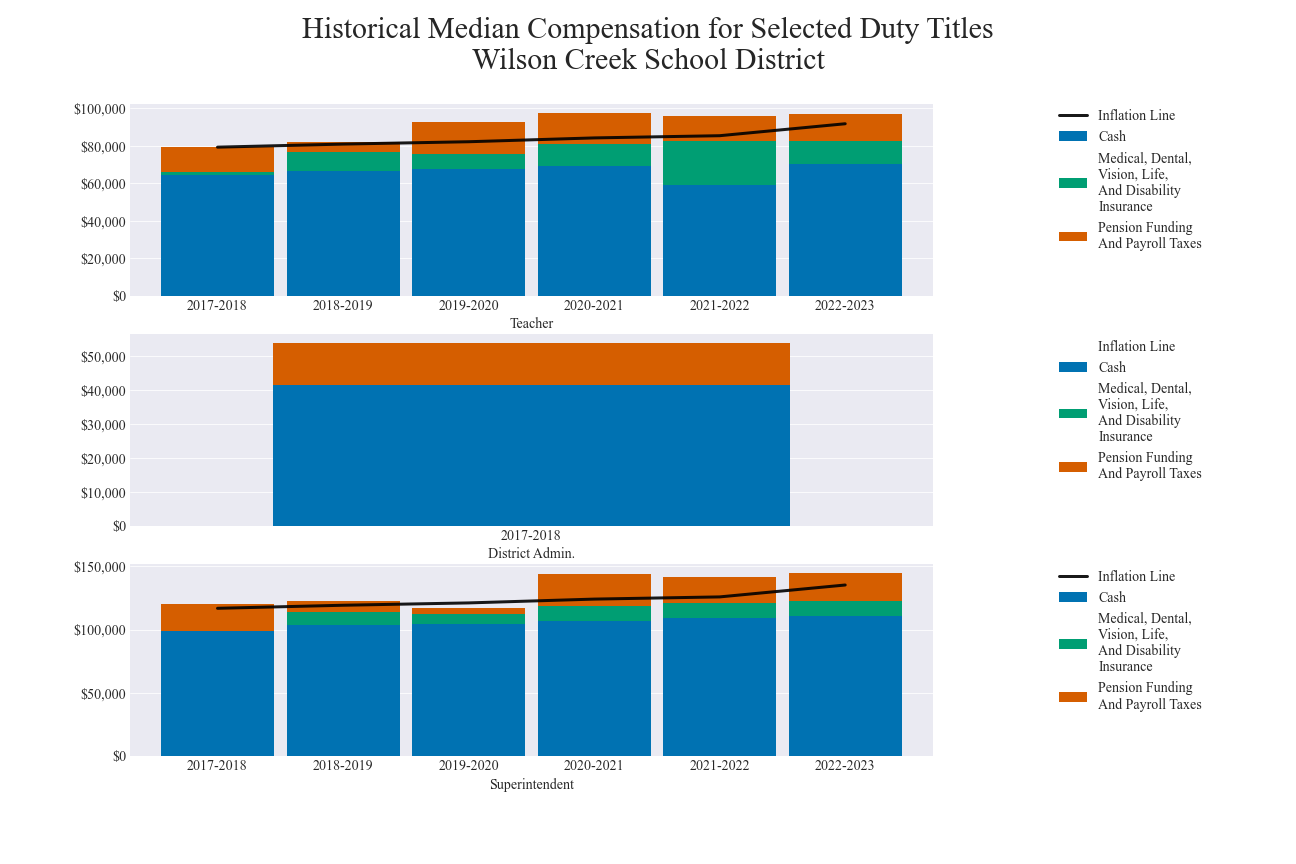 Historical Median Compensation for Selected Duty Titles
Wilson Creek School District
$100,000
$80,000
$60,000
$40,000
$20,000
$0
2017-2018
2018-2019
2019-2020
2020-2021
2021-2022
2022-2023
Teacher
Inflation Line
Cash
Medical, Dental,
Vision, Life,
And Disability
Insurance
Pension Funding
And Payroll Taxes
$50,000
$40,000
$30,000
$20,000
$10,000
$0
2017-2018
District Admin.
Inflation Line
Cash
Medical, Dental,
Vision, Life,
And Disability
Insurance
Pension Funding
And Payroll Taxes
$150,000
$100,000
$50,000
$0
2017-2018
2018-2019
2019-2020
2020-2021
2021-2022
2022-2023
Superintendent
Inflation Line
Cash
Medical, Dental,
Vision, Life,
And Disability
Insurance
Pension Funding
And Payroll Taxes